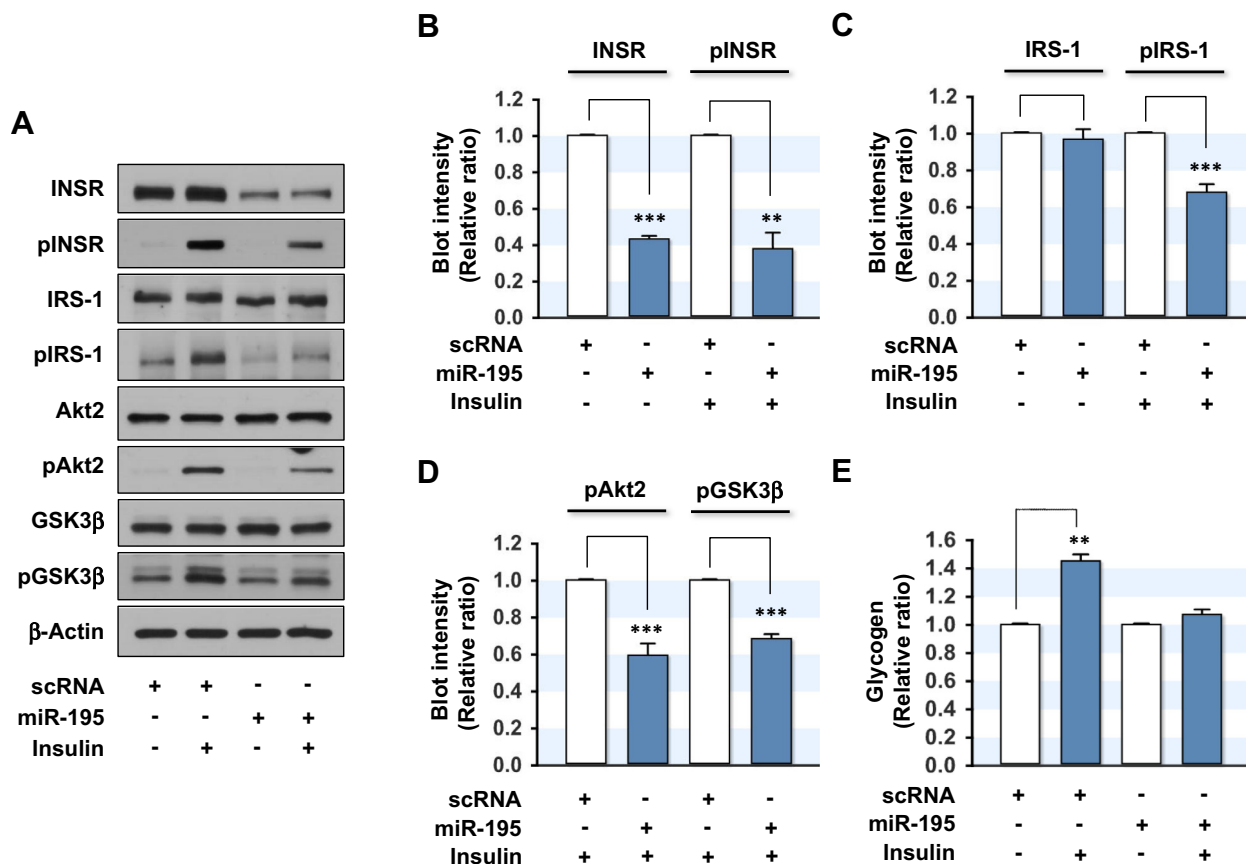 A
INSR
pINSR
IRS-1
pIRS-1
Akt2
pAkt2
GSK3β
pGSK3β
β-Actin
scRNA + + - -
miR-195 - - + +
Insulin - + - +
B
INSR pINSR
Blot intensity
(Relative ratio)
1.2
1.0
0.8
0.6
0.4
0.2
0.0
*** **
scRNA + - + -
miR-195 - + - +
Insulin - - + +
C
IRS-1 pIRS-1
Blot intensity
(Relative ratio)
1.2
1.0
0.8
0.6
0.4
0.2
0.0
***
scRNA + - + -
miR-195 - + - +
Insulin - - + +
D
pAkt2 pGSK3β
Blot intensity
(Relative ratio)
1.2
1.0
0.8
0.6
0.4
0.2
0.0
*** ***
scRNA + - + -
miR-195 - + - +
Insulin + + + +
E
Glycogen
(Relative ratio)
1.6
1.4
1.2
1.0
0.8
0.6
0.4
0.2
0.0
**
scRNA + + - -
miR-195 - - + +
Insulin - + - +